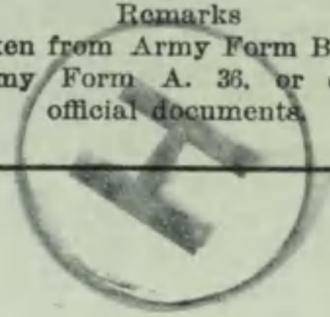 Remarks
ken from Army Form B
my Form A. 36. or
official documents.
H